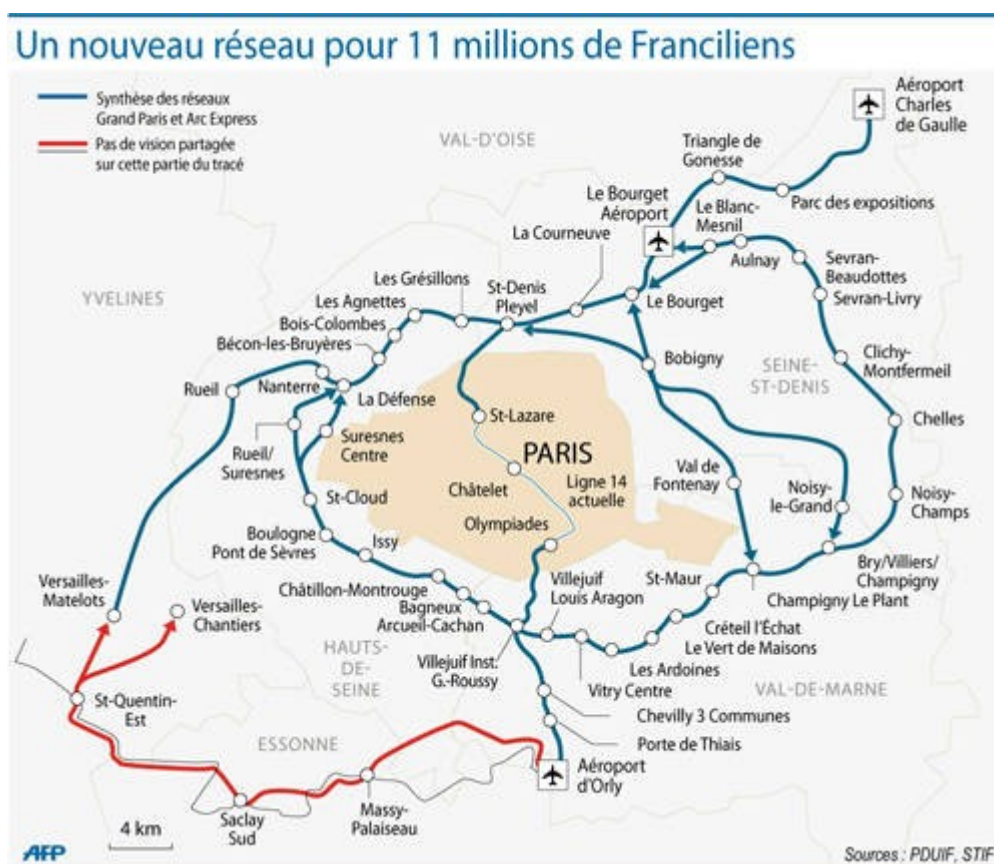 Un nouveau réseau pour 11 millions de Franciliens
Synthèse des réseaux
Grand Paris et Arc Express
Pas de vision partagée
sur cette partie du tracé
VAL-D'OISE
Aéroport
Charles
de Gaulle
Triangle de
Gonesse
Parc des expositions
Le Bourget
Aéroport
Le Blanc-
Mesnil
La Courneuve
Aulnay
Sevran-
Beaudottes
Sevran-Livry
YVELINES
Les Grésillons
St-Denis
Pleyel
Le Bourget
Les Agnettes
Bois-Colombes
Bécon-les-Bruyères
Bobigny
SEINE-
ST-DENIS
Clichy-
Montfermeil
Rueil
Nanterre
La Défense
St-Lazare
Chelles
Rueil/
Suresnes
Suresnes
Centre
PARIS
Châtelet
Ligne 14
actuelle
Val de
Fontenay
Noisy-
le-Grand
Noisy-
Champs
St-Cloud
Olympiades
Boulogne
Pont de Sèvres
Issy
Versailles-
Matelots
Versailles-
Chantiers
Châtillon-Montrouge
Bagneux
Arcueil-Cachan
Villejuif
Louis Aragon
St-Maur
Bry/Villiers/
Champigny
Champigny Le Plant
Créteil l'Échat
Le Vert de Maisons
HAUTS-
DE-
SEINE
Villejuif Inst.
G.-Roussy
Les Ardoines
Vitry Centre
VAL-DE-MARNE
St-Quentin-
Est
Chevilly 3 Communes
Porte de Thiais
ESSONNE
Aéroport
d'Orly
Massy-
Palaiseau
Saclay
Sud
4 km
AFP
Sources : PDUIF, STIF